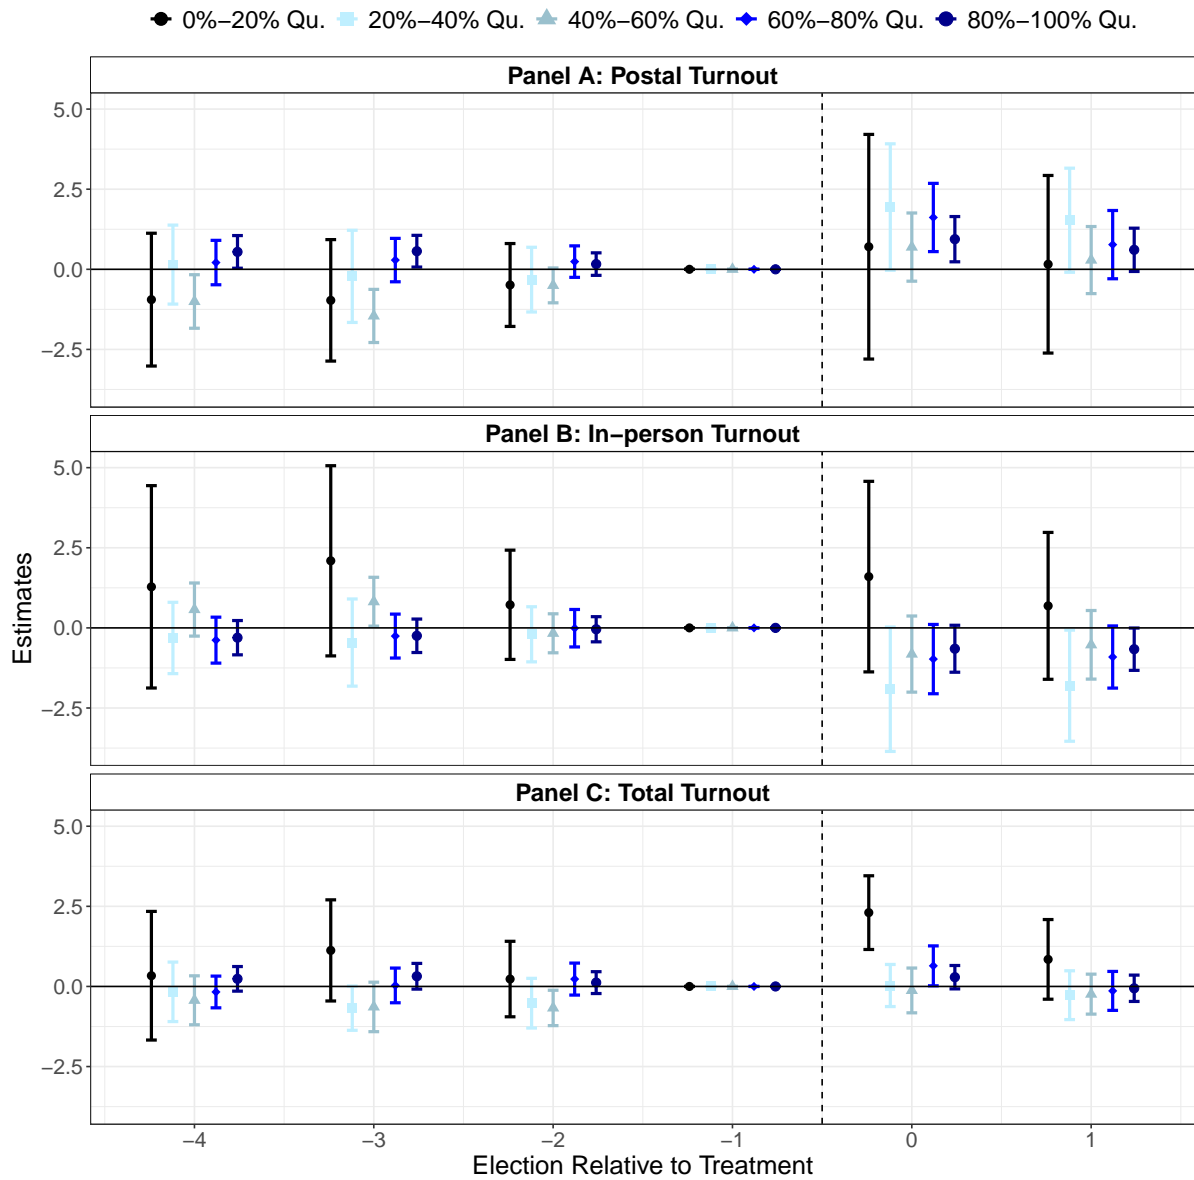 0%−20% Qu. 20%−40% Qu. 40%−60% Qu. 60%−80% Qu. 80%−100% Qu.
Panel A: Postal Turnout
5.0
2.5
0.0
−2.5
Panel B: In−person Turnout
5.0
2.5
0.0
−2.5
Estimates
Panel C: Total Turnout
5.0
2.5
0.0
−2.5
−4 −3 −2 −1 0 1
Election Relative to Treatment